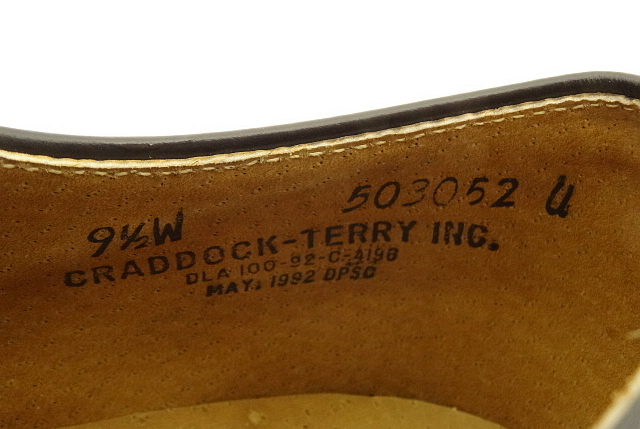 9½W 503052 U
CRADDOCK-TERRY INC.
DLA 100-92-C-4198
MAY. 1992 DPSC